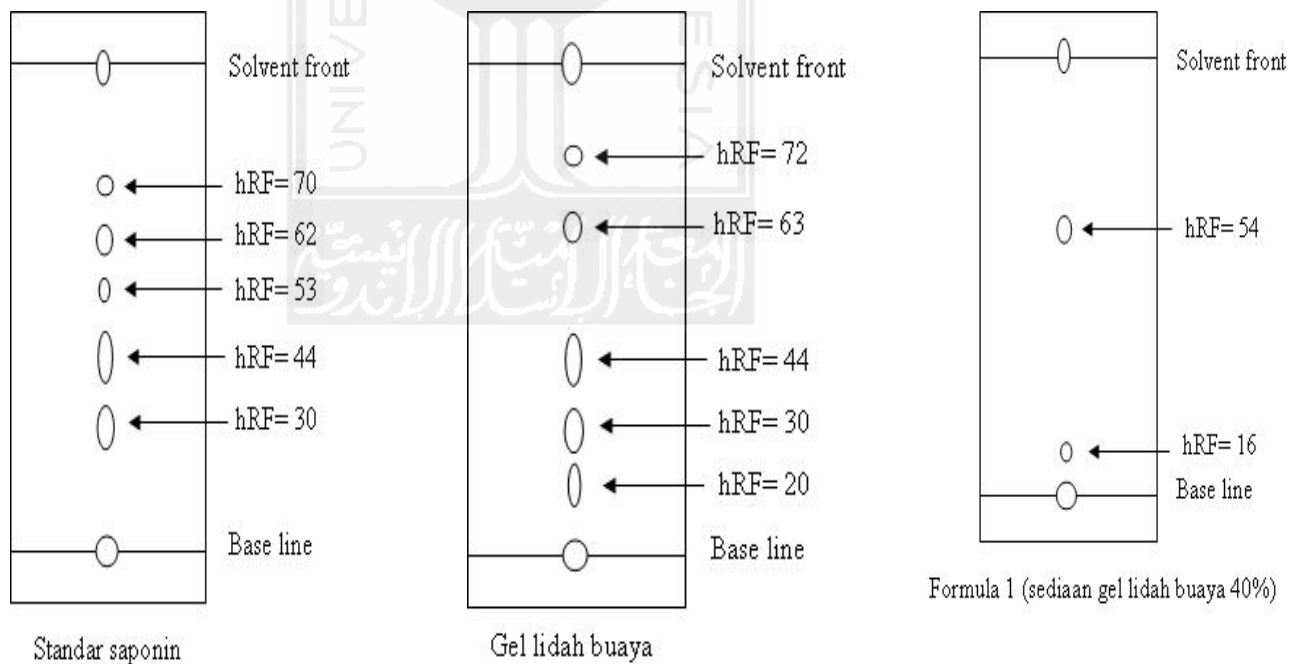 Solvent front
hRF= 70
hRF= 62
hRF= 53
hRF= 44
hRF= 30
Base line
Standar saponin
Solvent front
hRF= 72
hRF= 63
hRF= 44
hRF= 30
hRF= 20
Base line
Gel lidah buaya
Solvent front
hRF= 54
hRF= 16
Base line
Formula 1 (sediaan gel lidah buaya 40%)